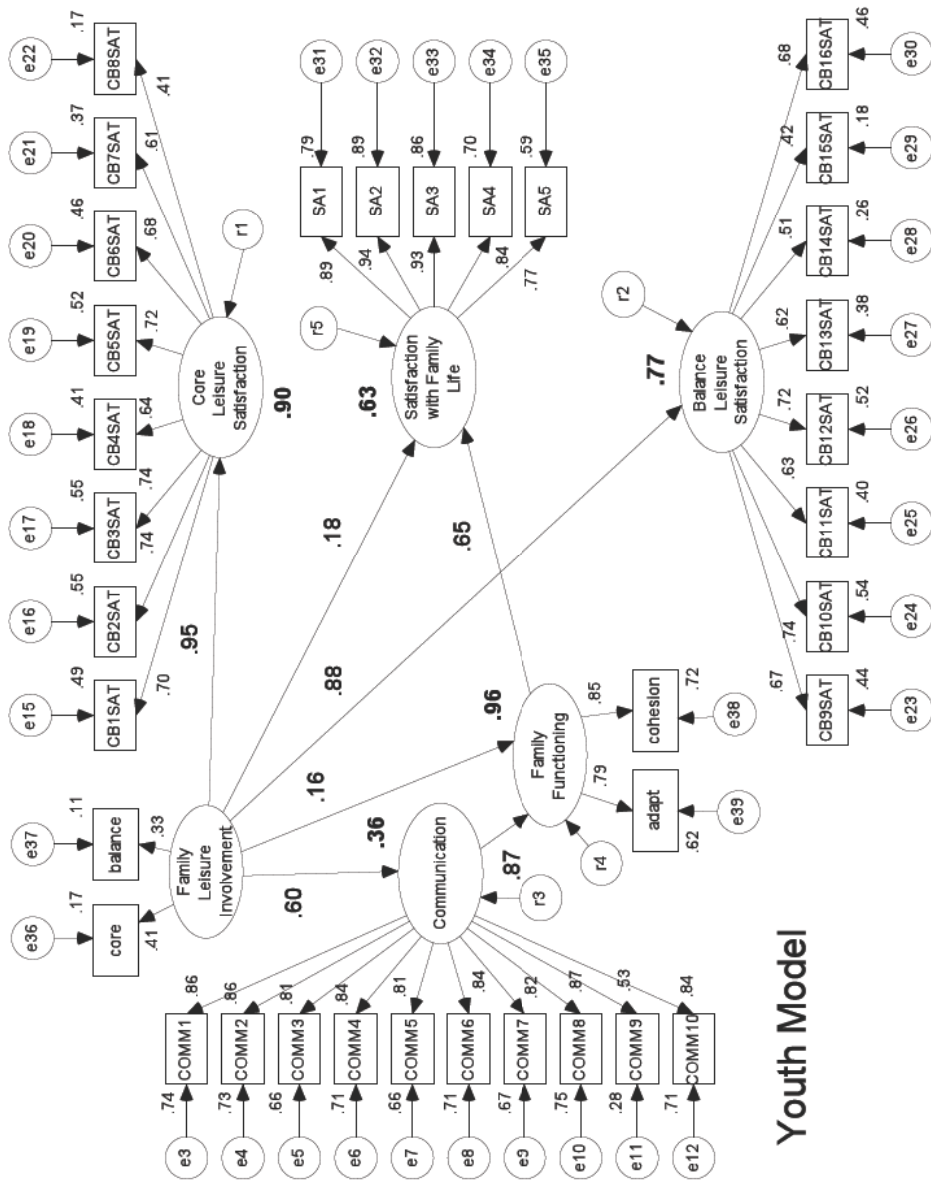 e22
e21
e20
e19
e18
e17
e16
e15
.17
.37
.46
.52
.41
.55
.55
.49
CB8SAT
CB7SAT
CB6SAT
CB5SAT
CB4SAT
CB3SAT
CB2SAT
CB1SAT
.41
.61
.68
.72
.64
.74
.74
.70
r1
Core
Leisure
Satisfaction
.90
e37
e36
.11
.17
balance
core
.33
.41
Family
Leisure
Involvement
.95
.18
.88
.16
.60
e31
e32
e33
e34
e35
.79
.89
.86
.70
.59
SA1
SA2
SA3
SA4
SA5
.89
.94
.93
.84
.77
r5
Satisfaction
with Family
Life
.63
.65
.36
Communication
r3
.87
.96
Family
Functioning
r4
.85
.79
cohesion
adapt
.72
.62
e38
e39
.86
.86
.81
.84
.81
.84
.82
.87
.53
.84
COMM1
COMM2
COMM3
COMM4
COMM5
COMM6
COMM7
COMM8
COMM9
COMM10
.74
.73
.66
.71
.66
.71
.67
.75
.28
.71
e3
e4
e5
e6
e7
e8
e9
e10
e11
e12
r2
.77
Balance
Leisure
Satisfaction
.68
.42
.51
.62
.72
.63
.74
.67
CB16SAT
CB15SAT
CB14SAT
CB13SAT
CB12SAT
CB11SAT
CB10SAT
CB9SAT
.46
.18
.26
.38
.52
.40
.54
.44
e30
e29
e28
e27
e26
e25
e24
e23
Youth Model